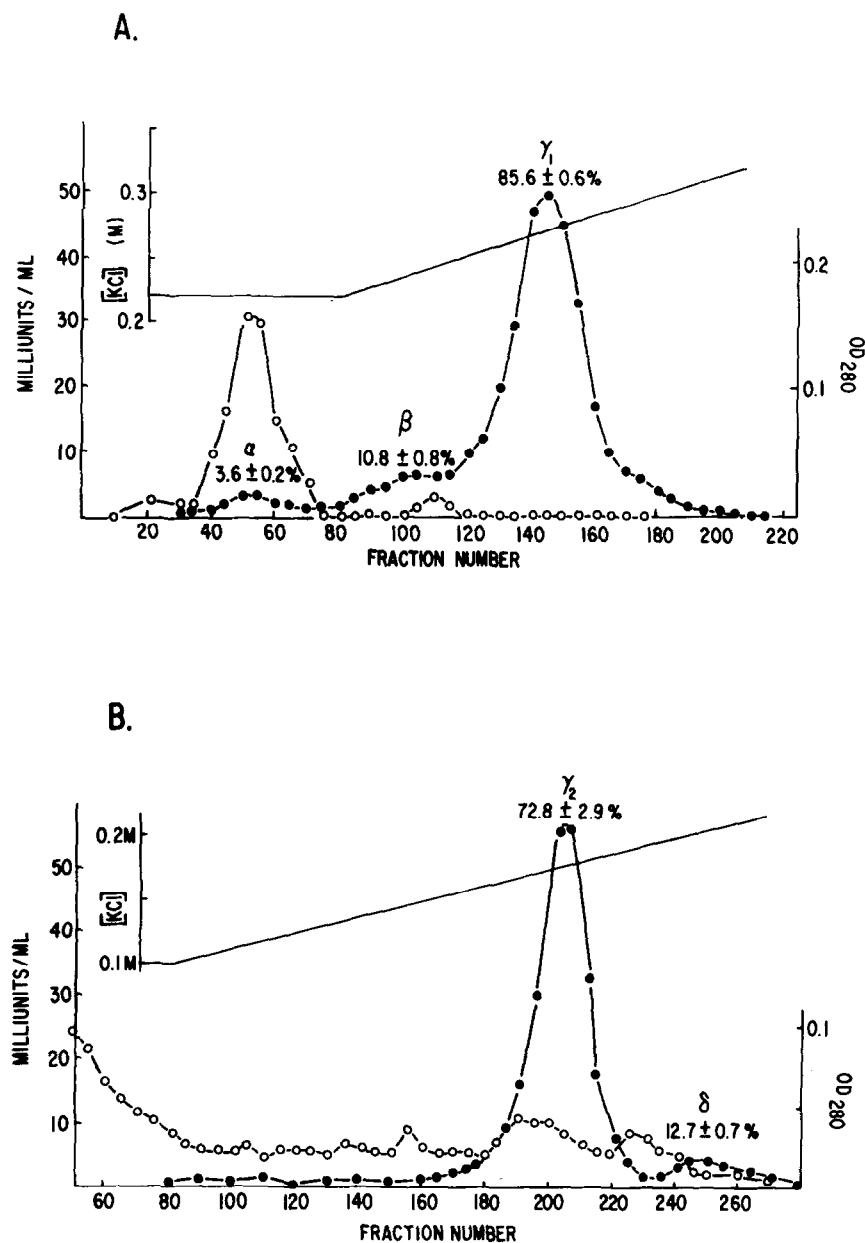 A.
γ₁
85.6 ± 0.6%
50
40
30
20
10
MILLIUNITS / ML
0.3
0.2
[KCl] (M)
α
3.6 ± 0.2%
β
10.8 ± 0.8%
0.2
0.1
OD₂₈₀
20 40 60 80 100 120 140 160 180 200 220
FRACTION NUMBER
B.
γ₂
72.8 ± 2.9%
50
40
30
20
10
MILLIUNITS/ML
0.2M
0.1M
[KCl]
δ
12.7 ± 0.7%
0.1
OD₂₈₀
60 80 100 120 140 160 180 200 220 240 260
FRACTION NUMBER